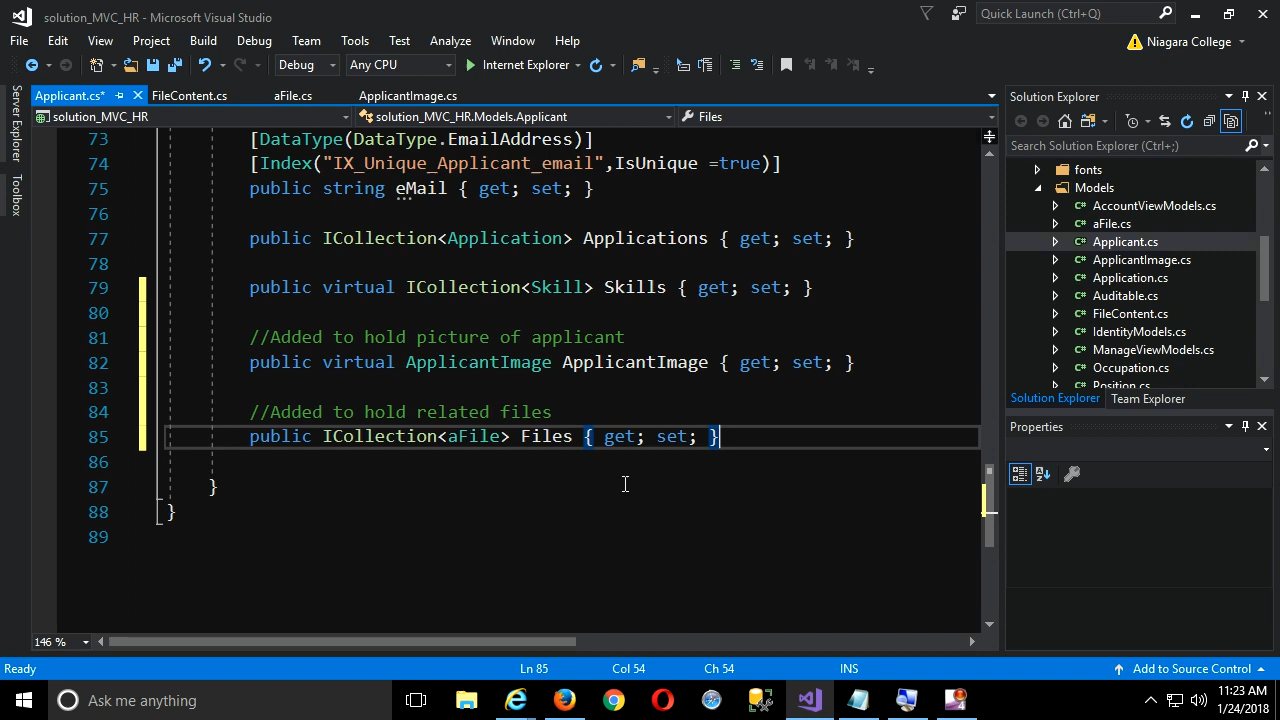 solution_MVC_HR - Microsoft Visual Studio
Quick Launch (Ctrl+Q)
File Edit View Project Build Debug Team Tools Test Analyze Window Help
Niagara College
Debug Any CPU Internet Explorer
Applicant.cs* FileContent.cs aFile.cs ApplicantImage.cs
solution_MVC_HR solution_MVC_HR.Models.Applicant Files
Server Explorer
Toolbox
73 [DataType(DataType.EmailAddress)]
74 [Index("IX_Unique_Applicant_email",IsUnique =true)]
75 public string eMail { get; set; }
76
77 public ICollection<Application> Applications { get; set; }
78
79 public virtual ICollection<Skill> Skills { get; set; }
80
81 //Added to hold picture of applicant
82 public virtual ApplicantImage ApplicantImage { get; set; }
83
84 //Added to hold related files
85 public ICollection<aFile> Files { get; set; }
86
87 }
88 }
89
146 %
Solution Explorer
Search Solution Explorer (Ctrl+;)
fonts
Models
AccountViewModels.cs
aFile.cs
Applicant.cs
ApplicantImage.cs
Application.cs
Auditable.cs
FileContent.cs
IdentityModels.cs
ManageViewModels.cs
Occupation.cs
Position.cs
Solution Explorer Team Explorer
Properties
Ready Ln 85 Col 54 Ch 54 INS Add to Source Control
Ask me anything
11:23 AM
1/24/2018